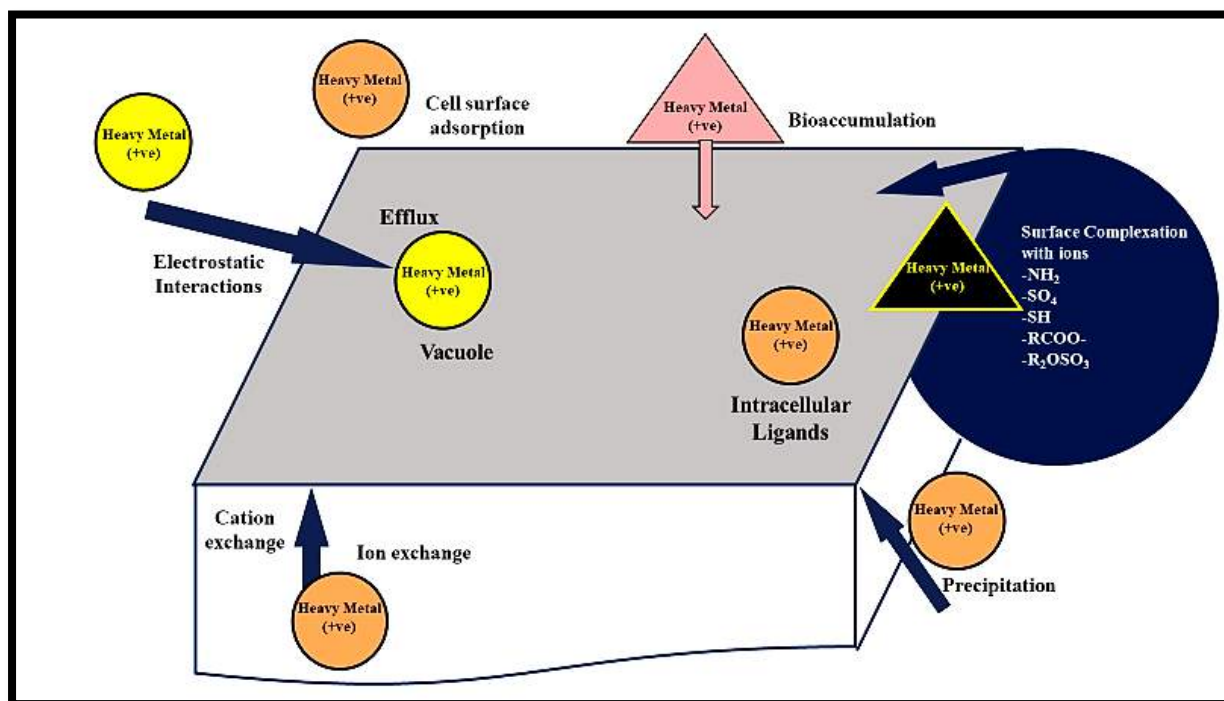 Heavy Metal
(+ve)
Cell surface
adsorption
Heavy Metal
(+ve)
Bioaccumulation
Heavy Metal
(+ve)
Electrostatic
Interactions
Efflux
Heavy Metal
(+ve)
Vacuole
Heavy Metal
(+ve)
Intracellular
Ligands
Heavy Metal
(+ve)
Surface Complexation
with ions
-NH₂
-SO₄
-SH
-RCOO-
-R₂OSO₃
Cation
exchange
Ion exchange
Heavy Metal
(+ve)
Heavy Metal
(+ve)
Precipitation